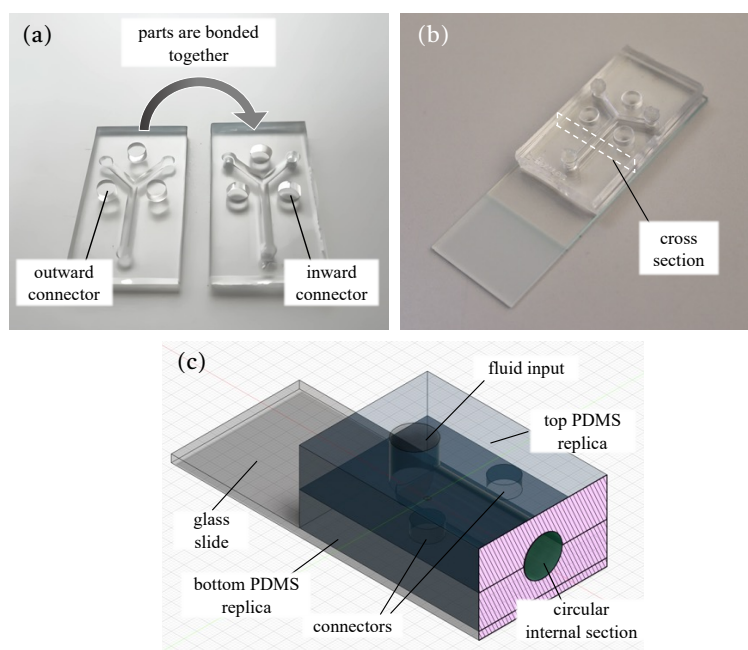 (a)
parts are bonded
together
outward
connector
inward
connector
(b)
cross
section
(c)
fluid input
top PDMS
replica
glass
slide
bottom PDMS
replica
connectors
circular
internal section